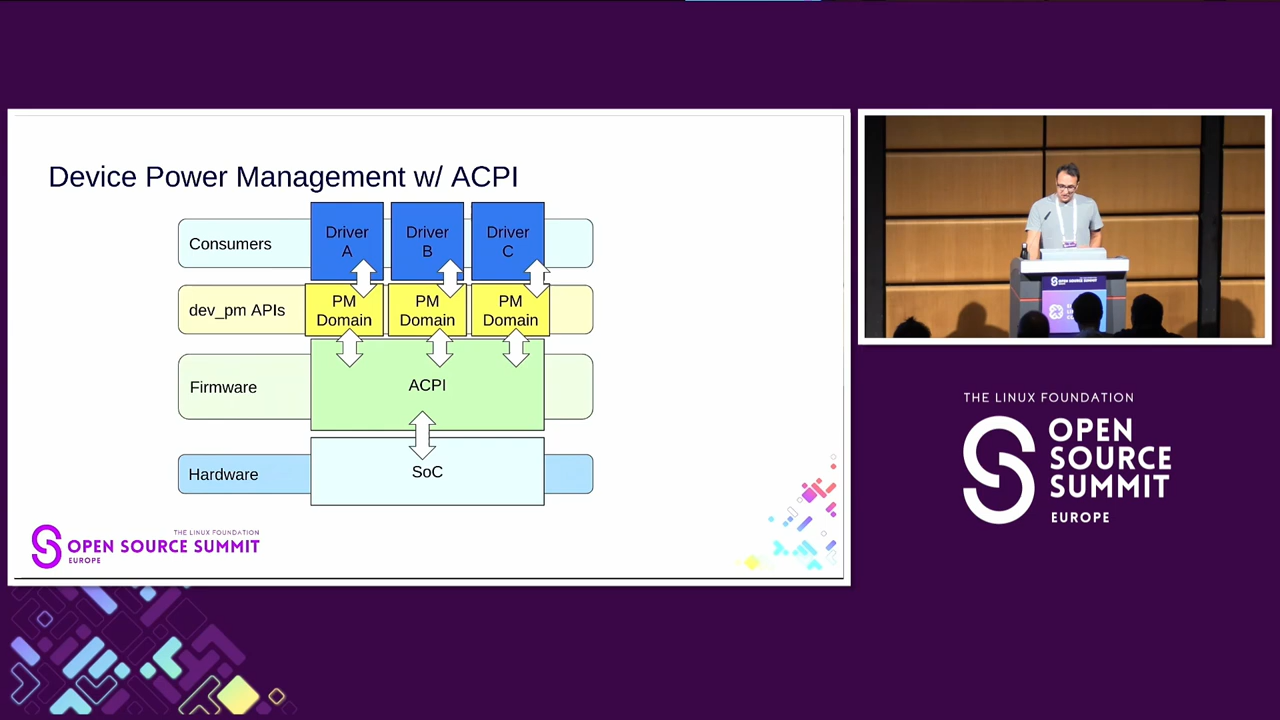 Device Power Management w/ ACPI
Consumers
Driver
A
Driver
B
Driver
C
dev_pm APIs
PM
Domain
PM
Domain
PM
Domain
Firmware
ACPI
Hardware
SoC
THE LINUX FOUNDATION
OPEN SOURCE SUMMIT
EUROPE
THE LINUX FOUNDATION
OPEN
SOURCE
SUMMIT
EUROPE